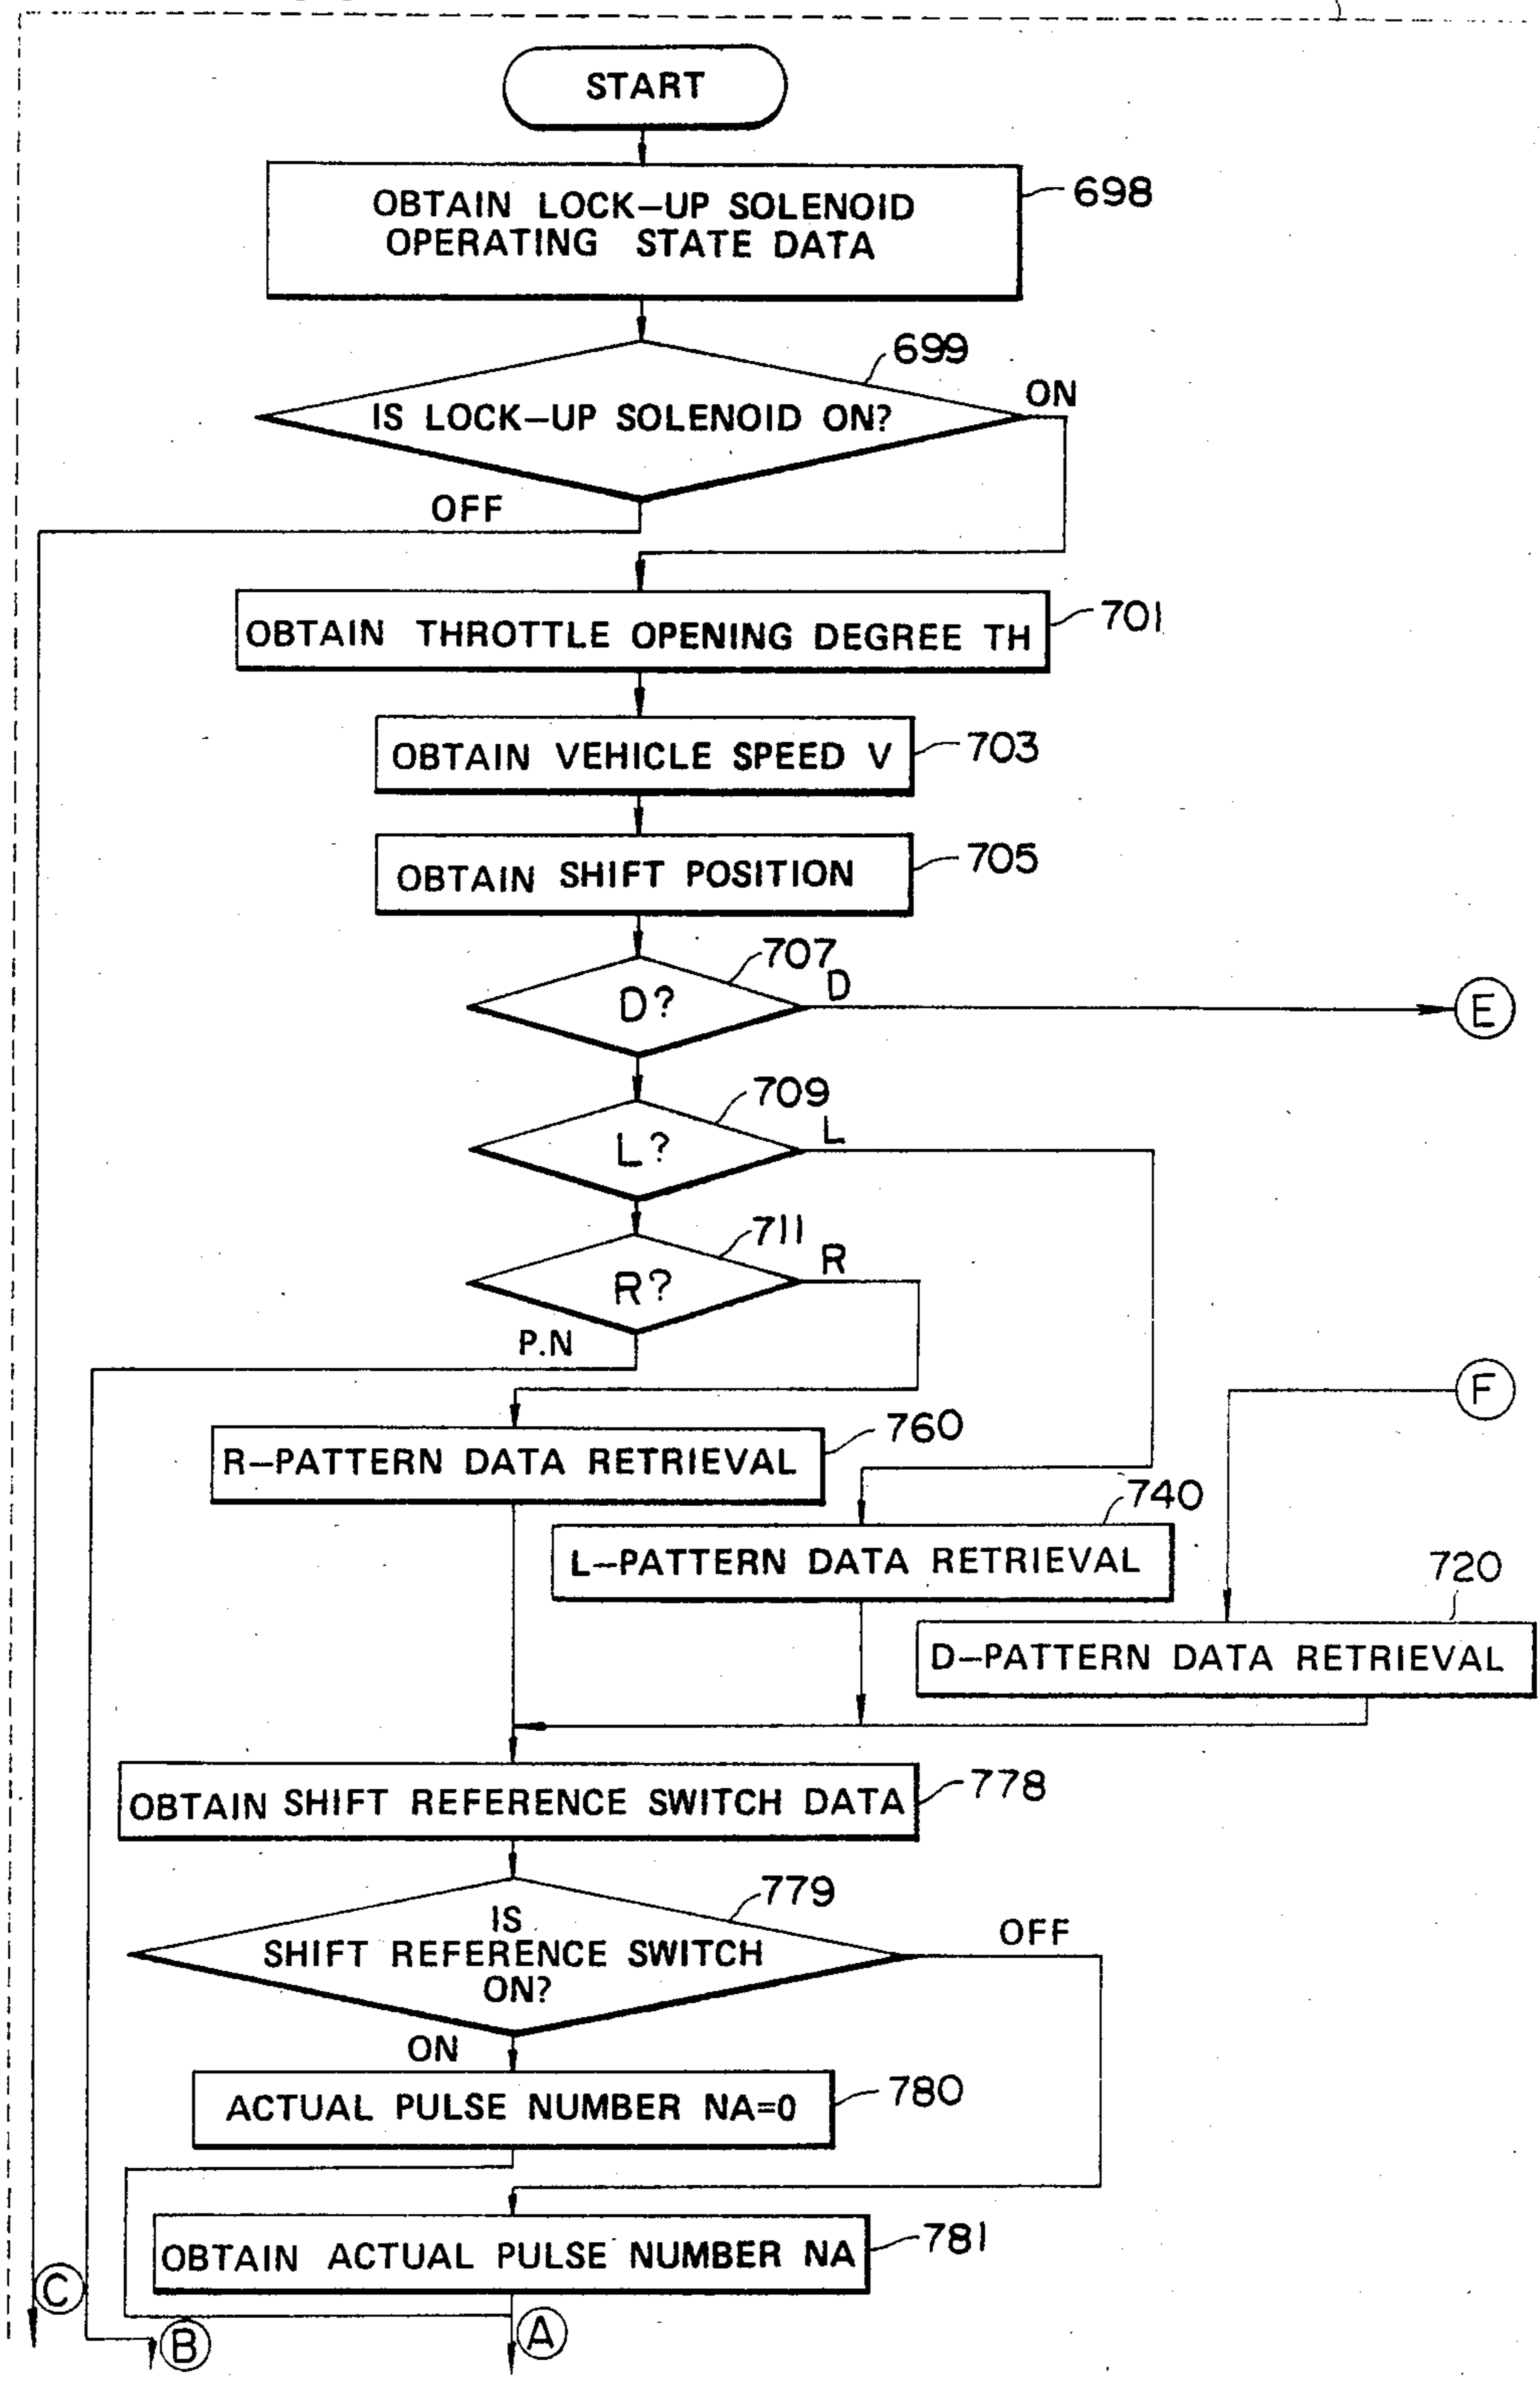 START
OBTAIN LOCK-UP SOLENOID
OPERATING STATE DATA
698
699
IS LOCK-UP SOLENOID ON?
ON
OFF
OBTAIN THROTTLE OPENING DEGREE TH
701
OBTAIN VEHICLE SPEED V
703
OBTAIN SHIFT POSITION
705
707
D?
D
E
709
L?
L
711
R?
R
P.N
F
R-PATTERN DATA RETRIEVAL
760
740
L-PATTERN DATA RETRIEVAL
720
D-PATTERN DATA RETRIEVAL
OBTAIN SHIFT REFERENCE SWITCH DATA
778
779
IS
SHIFT REFERENCE SWITCH
ON?
OFF
ON
ACTUAL PULSE NUMBER NA=0
780
OBTAIN ACTUAL PULSE NUMBER NA
781
C
B
A